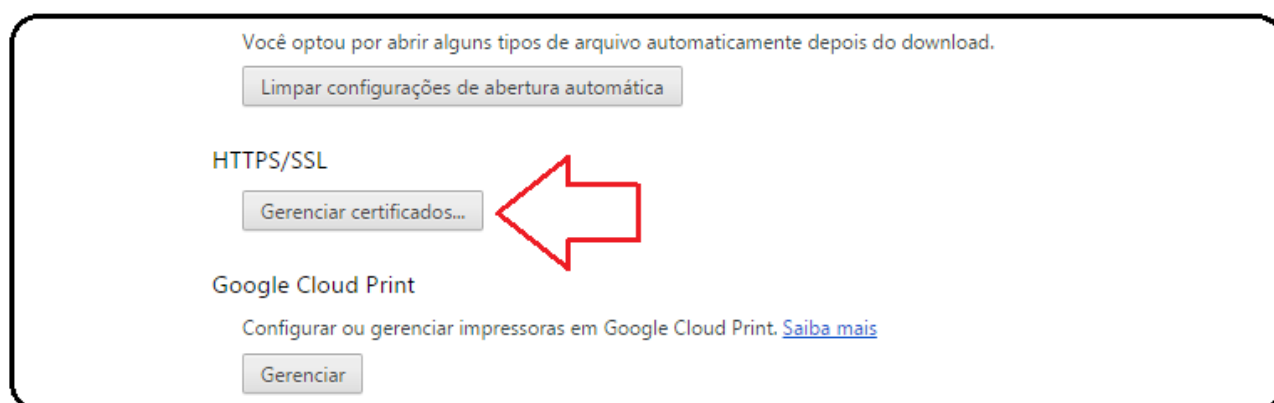 Você optou por abrir alguns tipos de arquivo automaticamente depois do download.
Limpar configurações de abertura automática
HTTPS/SSL
Gerenciar certificados...
Google Cloud Print
Configurar ou gerenciar impressoras em Google Cloud Print. Saiba mais
Gerenciar